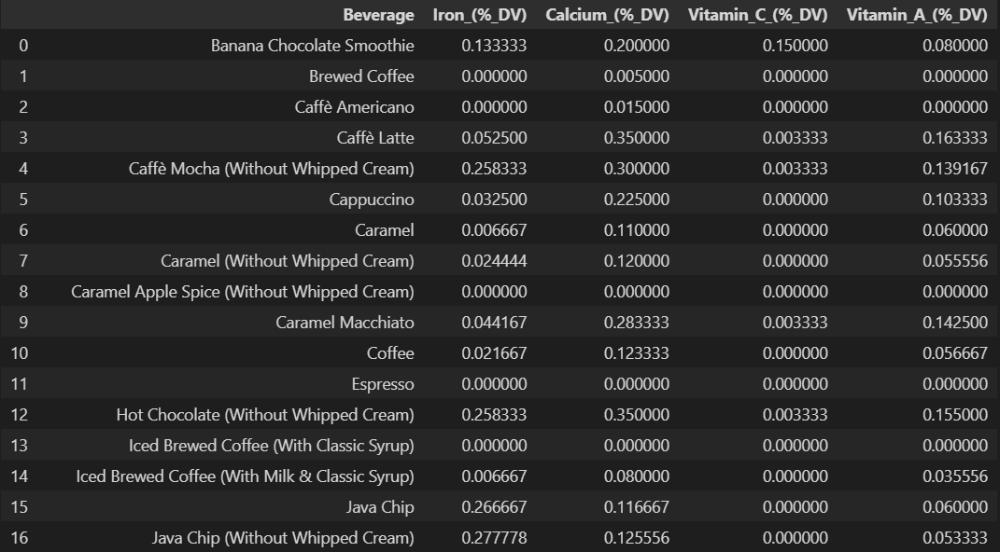 Beverage Iron_(%_DV) Calcium_(%_DV) Vitamin_C_(%_DV) Vitamin_A_(%_DV)
0 Banana Chocolate Smoothie 0.133333 0.200000 0.150000 0.080000
1 Brewed Coffee 0.000000 0.005000 0.000000 0.000000
2 Caffè Americano 0.000000 0.015000 0.000000 0.000000
3 Caffè Latte 0.052500 0.350000 0.003333 0.163333
4 Caffè Mocha (Without Whipped Cream) 0.258333 0.300000 0.003333 0.139167
5 Cappuccino 0.032500 0.225000 0.000000 0.103333
6 Caramel 0.006667 0.110000 0.000000 0.060000
7 Caramel (Without Whipped Cream) 0.024444 0.120000 0.000000 0.055556
8 Caramel Apple Spice (Without Whipped Cream) 0.000000 0.000000 0.000000 0.000000
9 Caramel Macchiato 0.044167 0.283333 0.003333 0.142500
10 Coffee 0.021667 0.123333 0.000000 0.056667
11 Espresso 0.000000 0.000000 0.000000 0.000000
12 Hot Chocolate (Without Whipped Cream) 0.258333 0.350000 0.003333 0.155000
13 Iced Brewed Coffee (With Classic Syrup) 0.000000 0.000000 0.000000 0.000000
14 Iced Brewed Coffee (With Milk & Classic Syrup) 0.006667 0.080000 0.000000 0.035556
15 Java Chip 0.266667 0.116667 0.000000 0.060000
16 Java Chip (Without Whipped Cream) 0.277778 0.125556 0.000000 0.053333